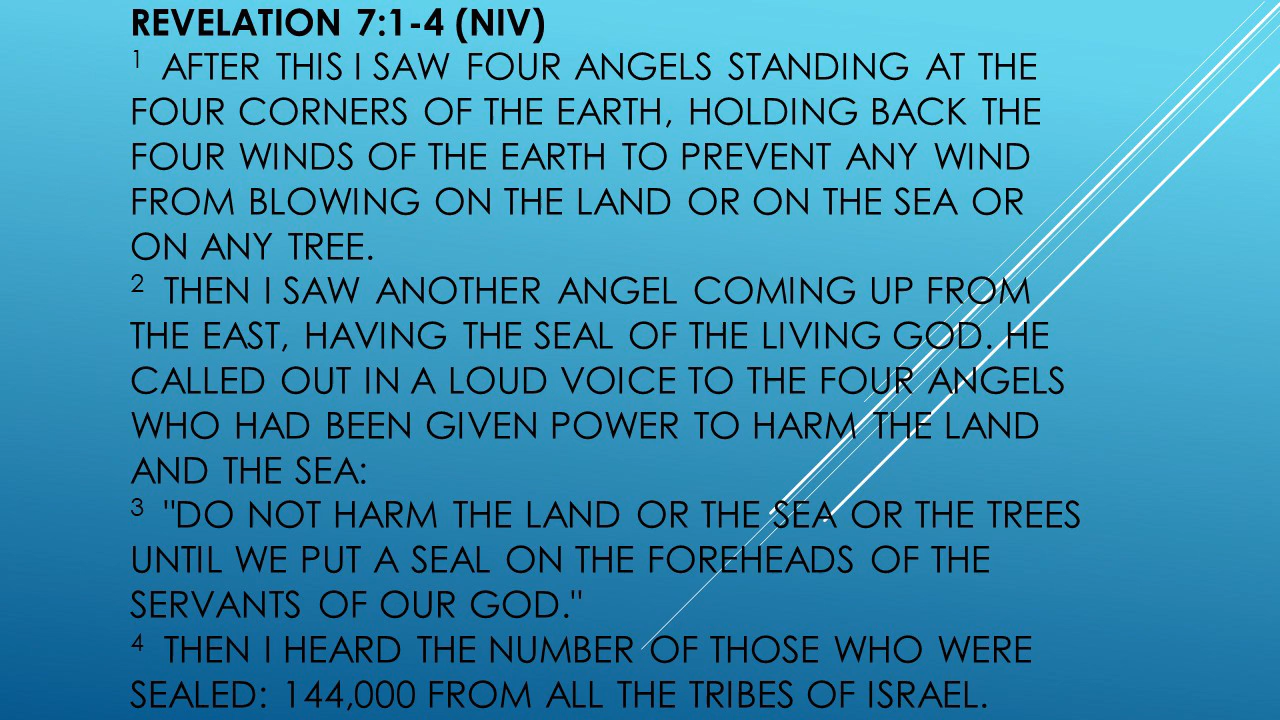 REVELATION 7:1-4 (NIV)
1 AFTER THIS I SAW FOUR ANGELS STANDING AT THE
FOUR CORNERS OF THE EARTH, HOLDING BACK THE
FOUR WINDS OF THE EARTH TO PREVENT ANY WIND
FROM BLOWING ON THE LAND OR ON THE SEA OR
ON ANY TREE.
2 THEN I SAW ANOTHER ANGEL COMING UP FROM
THE EAST, HAVING THE SEAL OF THE LIVING GOD. HE
CALLED OUT IN A LOUD VOICE TO THE FOUR ANGELS
WHO HAD BEEN GIVEN POWER TO HARM THE LAND
AND THE SEA:
3 "DO NOT HARM THE LAND OR THE SEA OR THE TREES
UNTIL WE PUT A SEAL ON THE FOREHEADS OF THE
SERVANTS OF OUR GOD."
4 THEN I HEARD THE NUMBER OF THOSE WHO WERE
SEALED: 144,000 FROM ALL THE TRIBES OF ISRAEL.